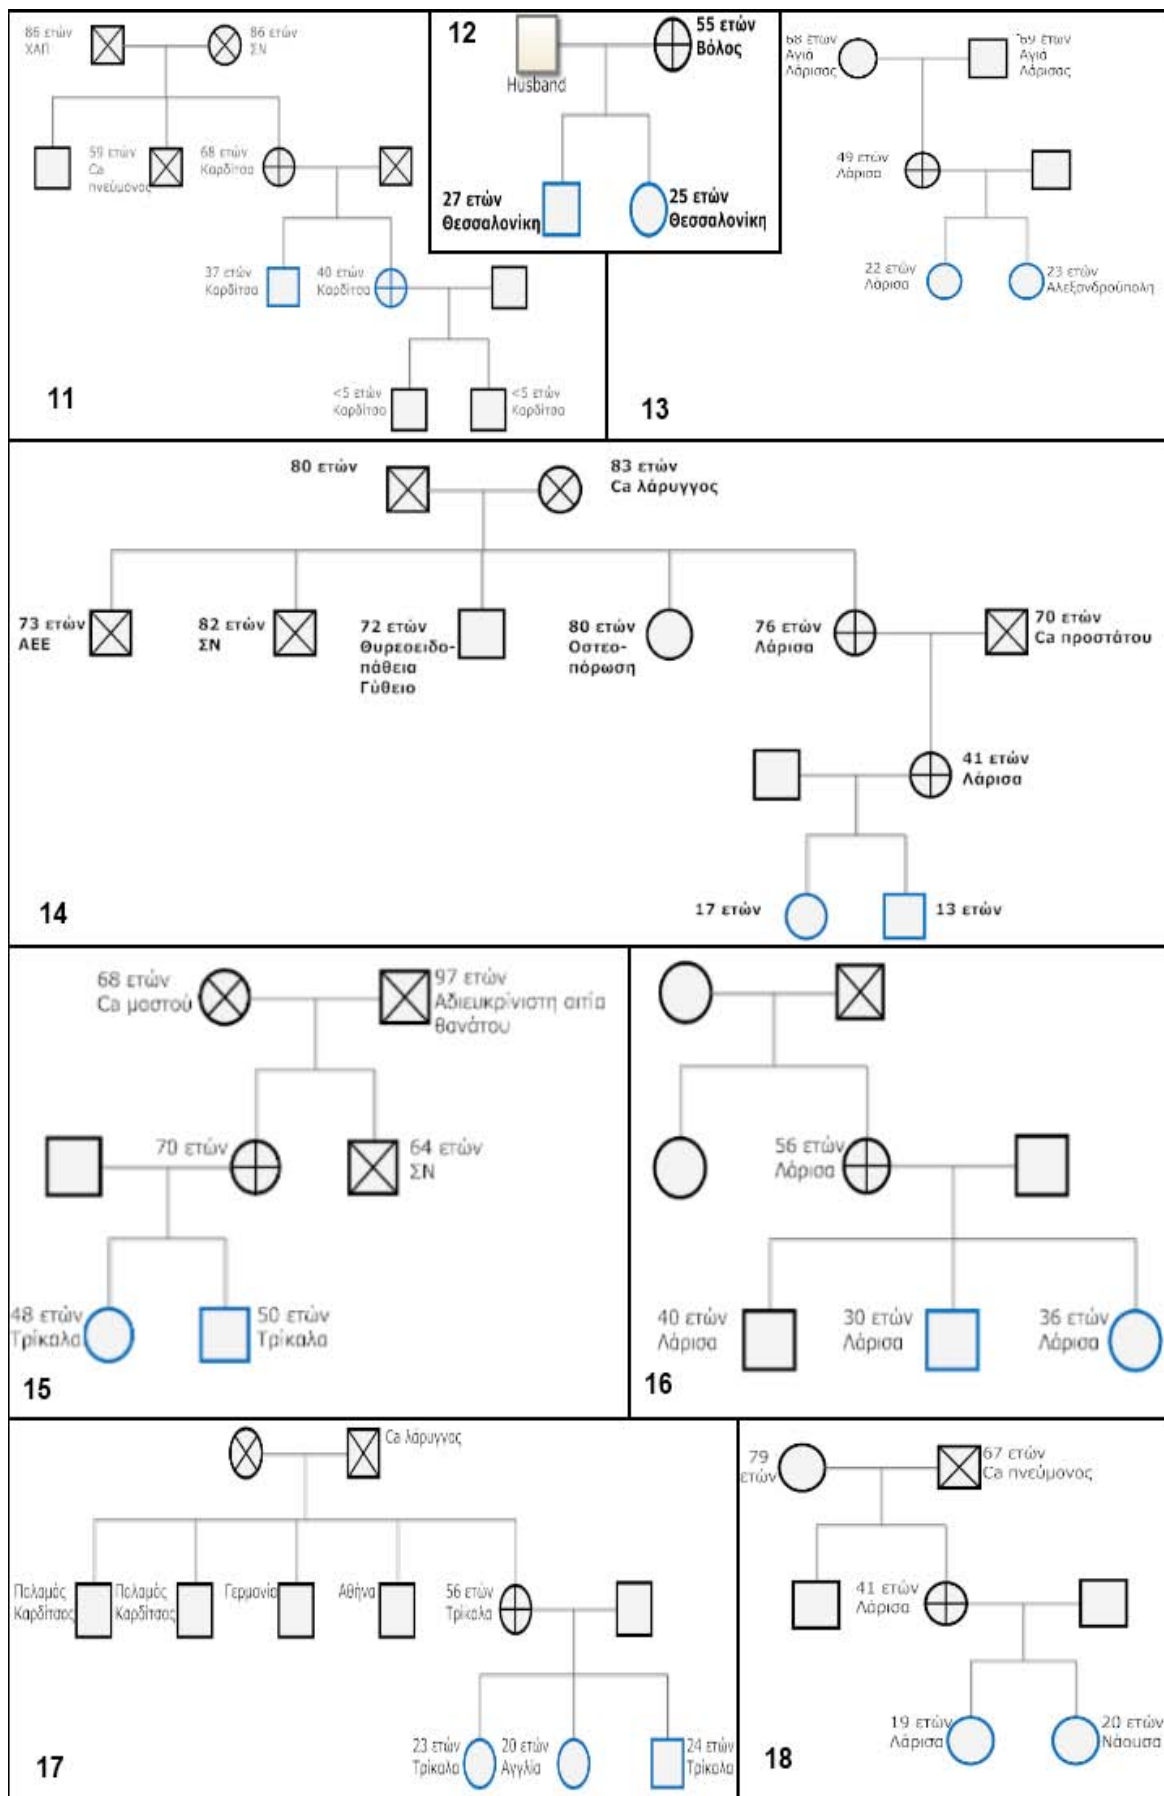 86 ετών
ΧΑΠ
86 ετών
ΣΝ
59 ετών
Ca
πνεύμονος
68 ετών
Καρδίτσα
37 ετών
Καρδίτσα
40 ετών
Καρδίτσα
<5 ετών
Καρδίτσα
<5 ετών
Καρδίτσα
11
12
55 ετών
Βόλος
Husband
27 ετών
Θεσσαλονίκη
25 ετών
Θεσσαλονίκη
68 ετών
Αγιά
Λάρισας
69 ετων
Αγιά
Λάρισας
49 ετών
Λάρισα
22 ετών
Λάρισα
23 ετών
Αλεξανδρούπολη
13
80 ετών
83 ετών
Ca λάρυγγος
73 ετών
ΑΕΕ
82 ετών
ΣΝ
72 ετών
Θυρεοειδο-
πάθεια
Γύθειο
80 ετών
Οστεο-
πόρωση
76 ετών
Λάρισα
70 ετών
Ca προστάτου
41 ετών
Λάρισα
17 ετών
13 ετών
14
68 ετών
Ca μαστού
97 ετών
Αδιευκρίνιστη αιτία
θανάτου
70 ετών
64 ετών
ΣΝ
48 ετών
Τρίκαλα
50 ετών
Τρίκαλα
15
56 ετών
Λάρισα
40 ετών
Λάρισα
30 ετών
Λάρισα
36 ετών
Λάρισα
16
Ca λάρυγγος
Παλαμάς
Καρδίτσας
Παλαμάς
Καρδίτσας
Γερμανία
Αθήνα
56 ετών
Τρίκαλα
23 ετών
Τρίκαλα
20 ετών
Αγγλία
24 ετών
Τρίκαλα
17
79
ετών
67 ετών
Ca πνεύμονος
41 ετών
Λάρισα
19 ετών
Λάρισα
20 ετών
Νάουσα
18